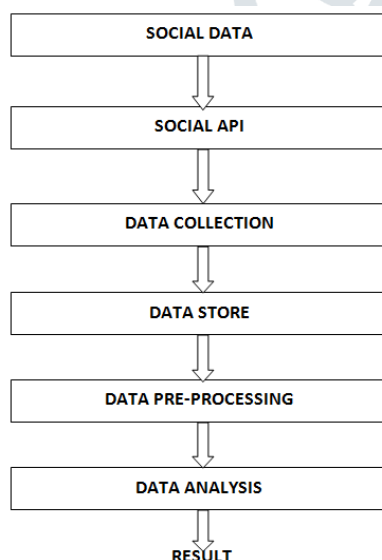 SOCIAL DATA
SOCIAL API
DATA COLLECTION
DATA STORE
DATA PRE-PROCESSING
DATA ANALYSIS
RESULT